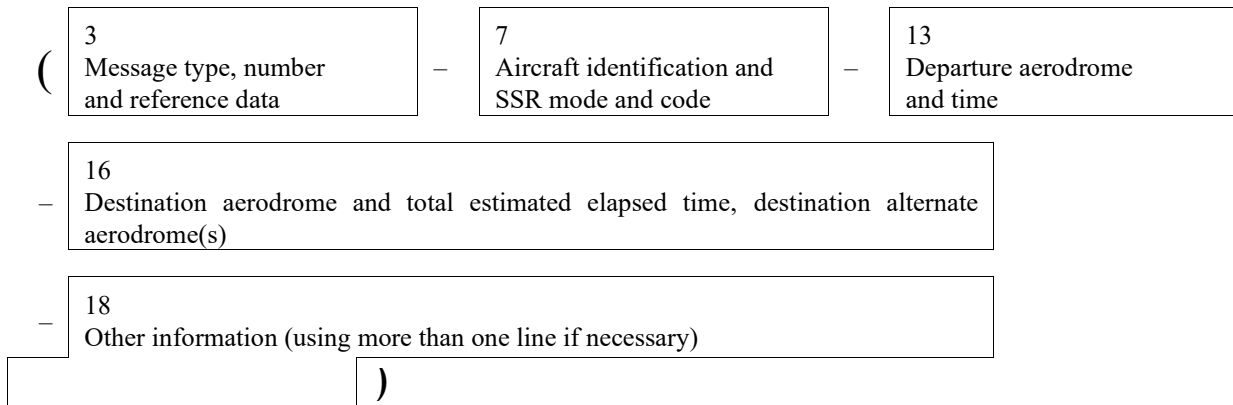 3 7 13
( Message type, number – Aircraft identification and – Departure aerodrome
and reference data SSR mode and code and time
16
– Destination aerodrome and total estimated elapsed time, destination alternate
aerodrome(s)
18
– Other information (using more than one line if necessary)
)